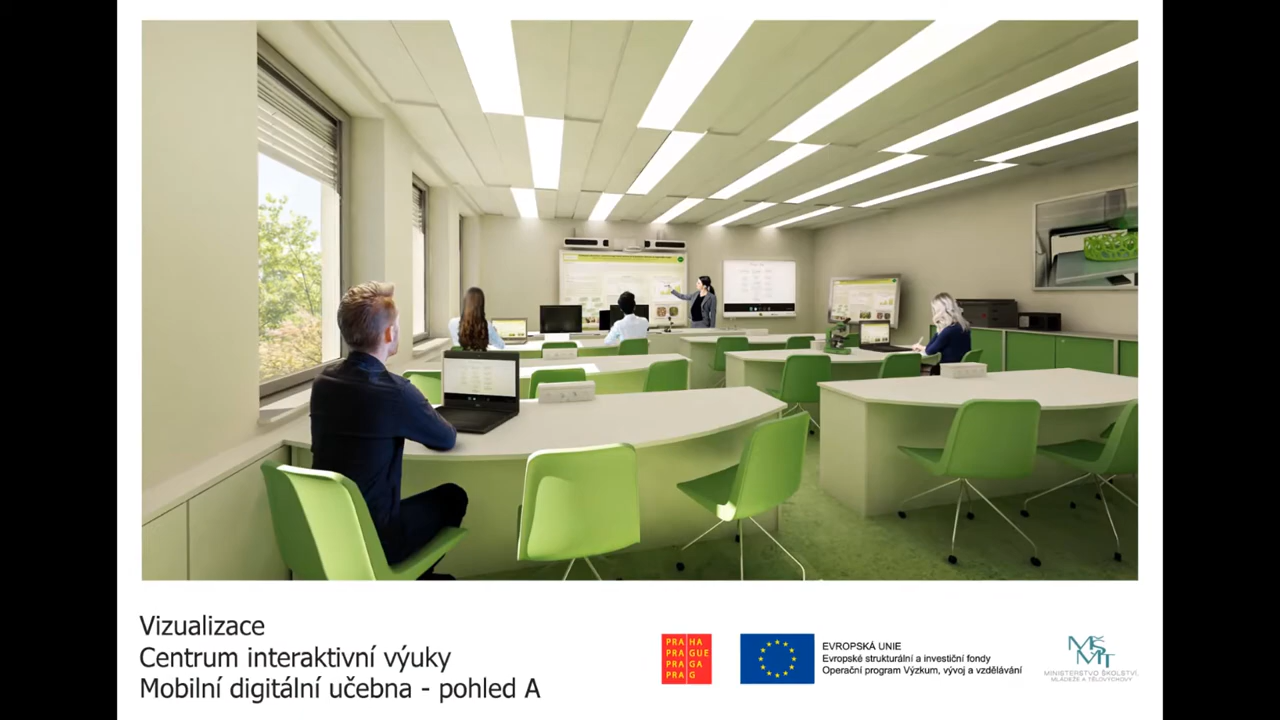 Vizualizace
Centrum interaktivní výuky
Mobilní digitální učebna - pohled A
PRA HA
PRA GUE
PRA GA
PRA G
EVROPSKÁ UNIE
Evropské strukturální a investiční fondy
Operační program Výzkum, vývoj a vzdělávání
MŠMT
MINISTERSTVO ŠKOLSTVÍ,
MLÁDEŽE A TĚLOVÝCHOVY